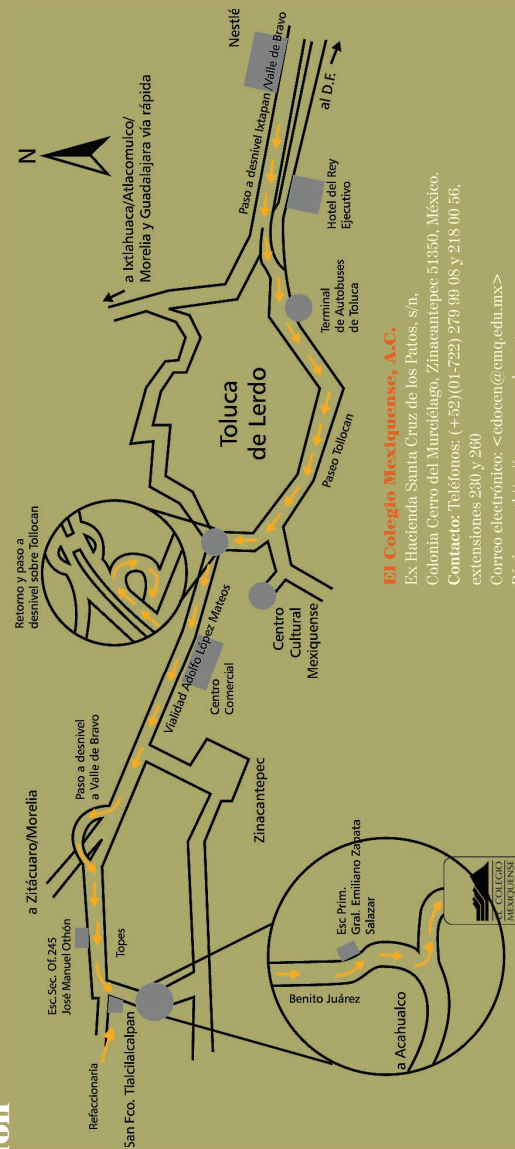 ión
N
Nestlé
Paso a desnivel Ixtapan /Valle de Bravo
al D.F.
Hotel del Rey
Ejecutivo
a Ixtlahuaca/Atlacomulco/
Morelia y Guadalajara vía rápida
Terminal
de Autobuses
de Toluca
Toluca
de Lerdo
Paseo Tollocan
Retorno y paso a
desnivel sobre Tollocan
Centro
Cultural
Mexiquense
Vialidad Adolfo López Mateos
Centro
Comercial
Paso a desnivel
a Valle de Bravo
a Zitácuaro/Morelia
Zinacantepec
Esc. Sec. Of. 245
José Manuel Othón
Topes
Refaccionaria
San Fco. Tlalcilalcalpan
Benito Juárez
Esc Prim.
Gral. Emiliano Zapata
Salazar
a Acahualco
EL COLEGIO
MEXIQUENSE
El Colegio Mexiquense, A.C.
Ex Hacienda Santa Cruz de los Patos, s/n,
Colonia Cerro del Murciélago, Zinacantepec 51350, México.
Contacto: Teléfonos: (+52)(01-722) 279 99 08 y 218 00 56,
extensiones 230 y 260
Correo electrónico: <edocen@cmq.edu.mx>